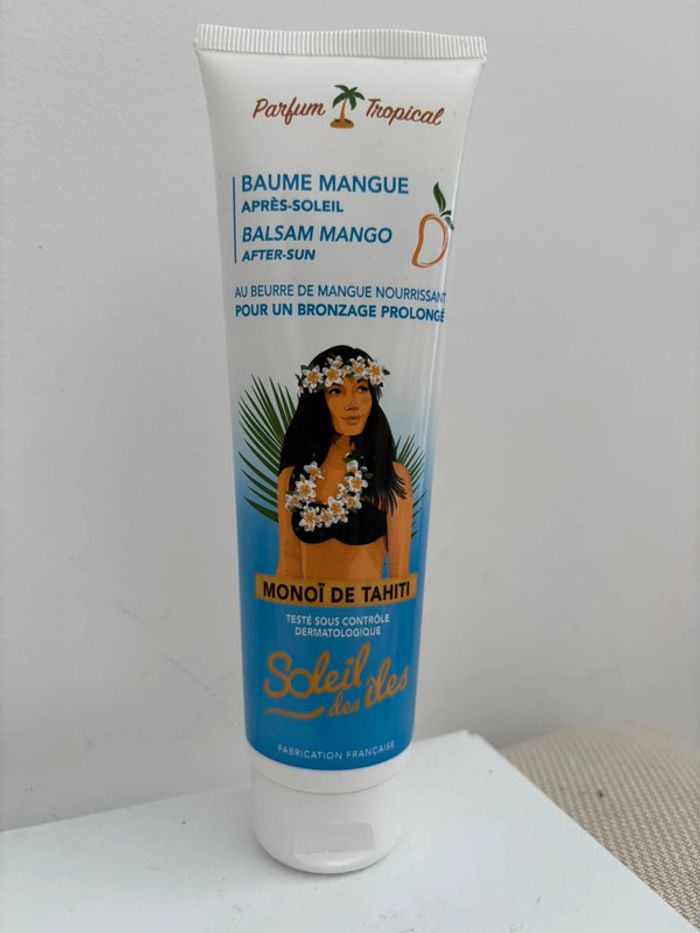 Parfum Tropical
BAUME MANGUE
APRÈS-SOLEIL
BALSAM MANGO
AFTER-SUN
AU BEURRE DE MANGUE NOURRISSANT
POUR UN BRONZAGE PROLONGÉ
MONOÏ DE TAHITI
TESTÉ SOUS CONTRÔLE
DERMATOLOGIQUE
Soleil
des îles
FABRICATION FRANÇAISE